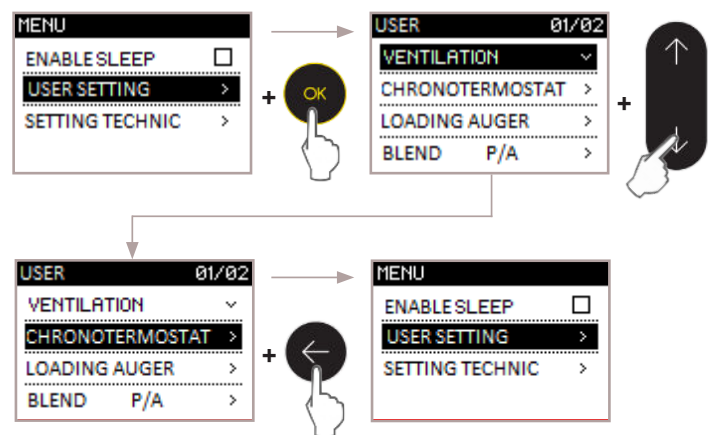 MENU
ENABLE SLEEP
USER SETTING >
SETTING TECHNIC >
+
OK
USER 01/02
VENTILATION
CHRONOTERMOSTAT >
LOADING AUGER >
BLEND P/A >
+
USER 01/02
VENTILATION
CHRONOTERMOSTAT >
LOADING AUGER >
BLEND P/A >
+
MENU
ENABLE SLEEP
USER SETTING >
SETTING TECHNIC >